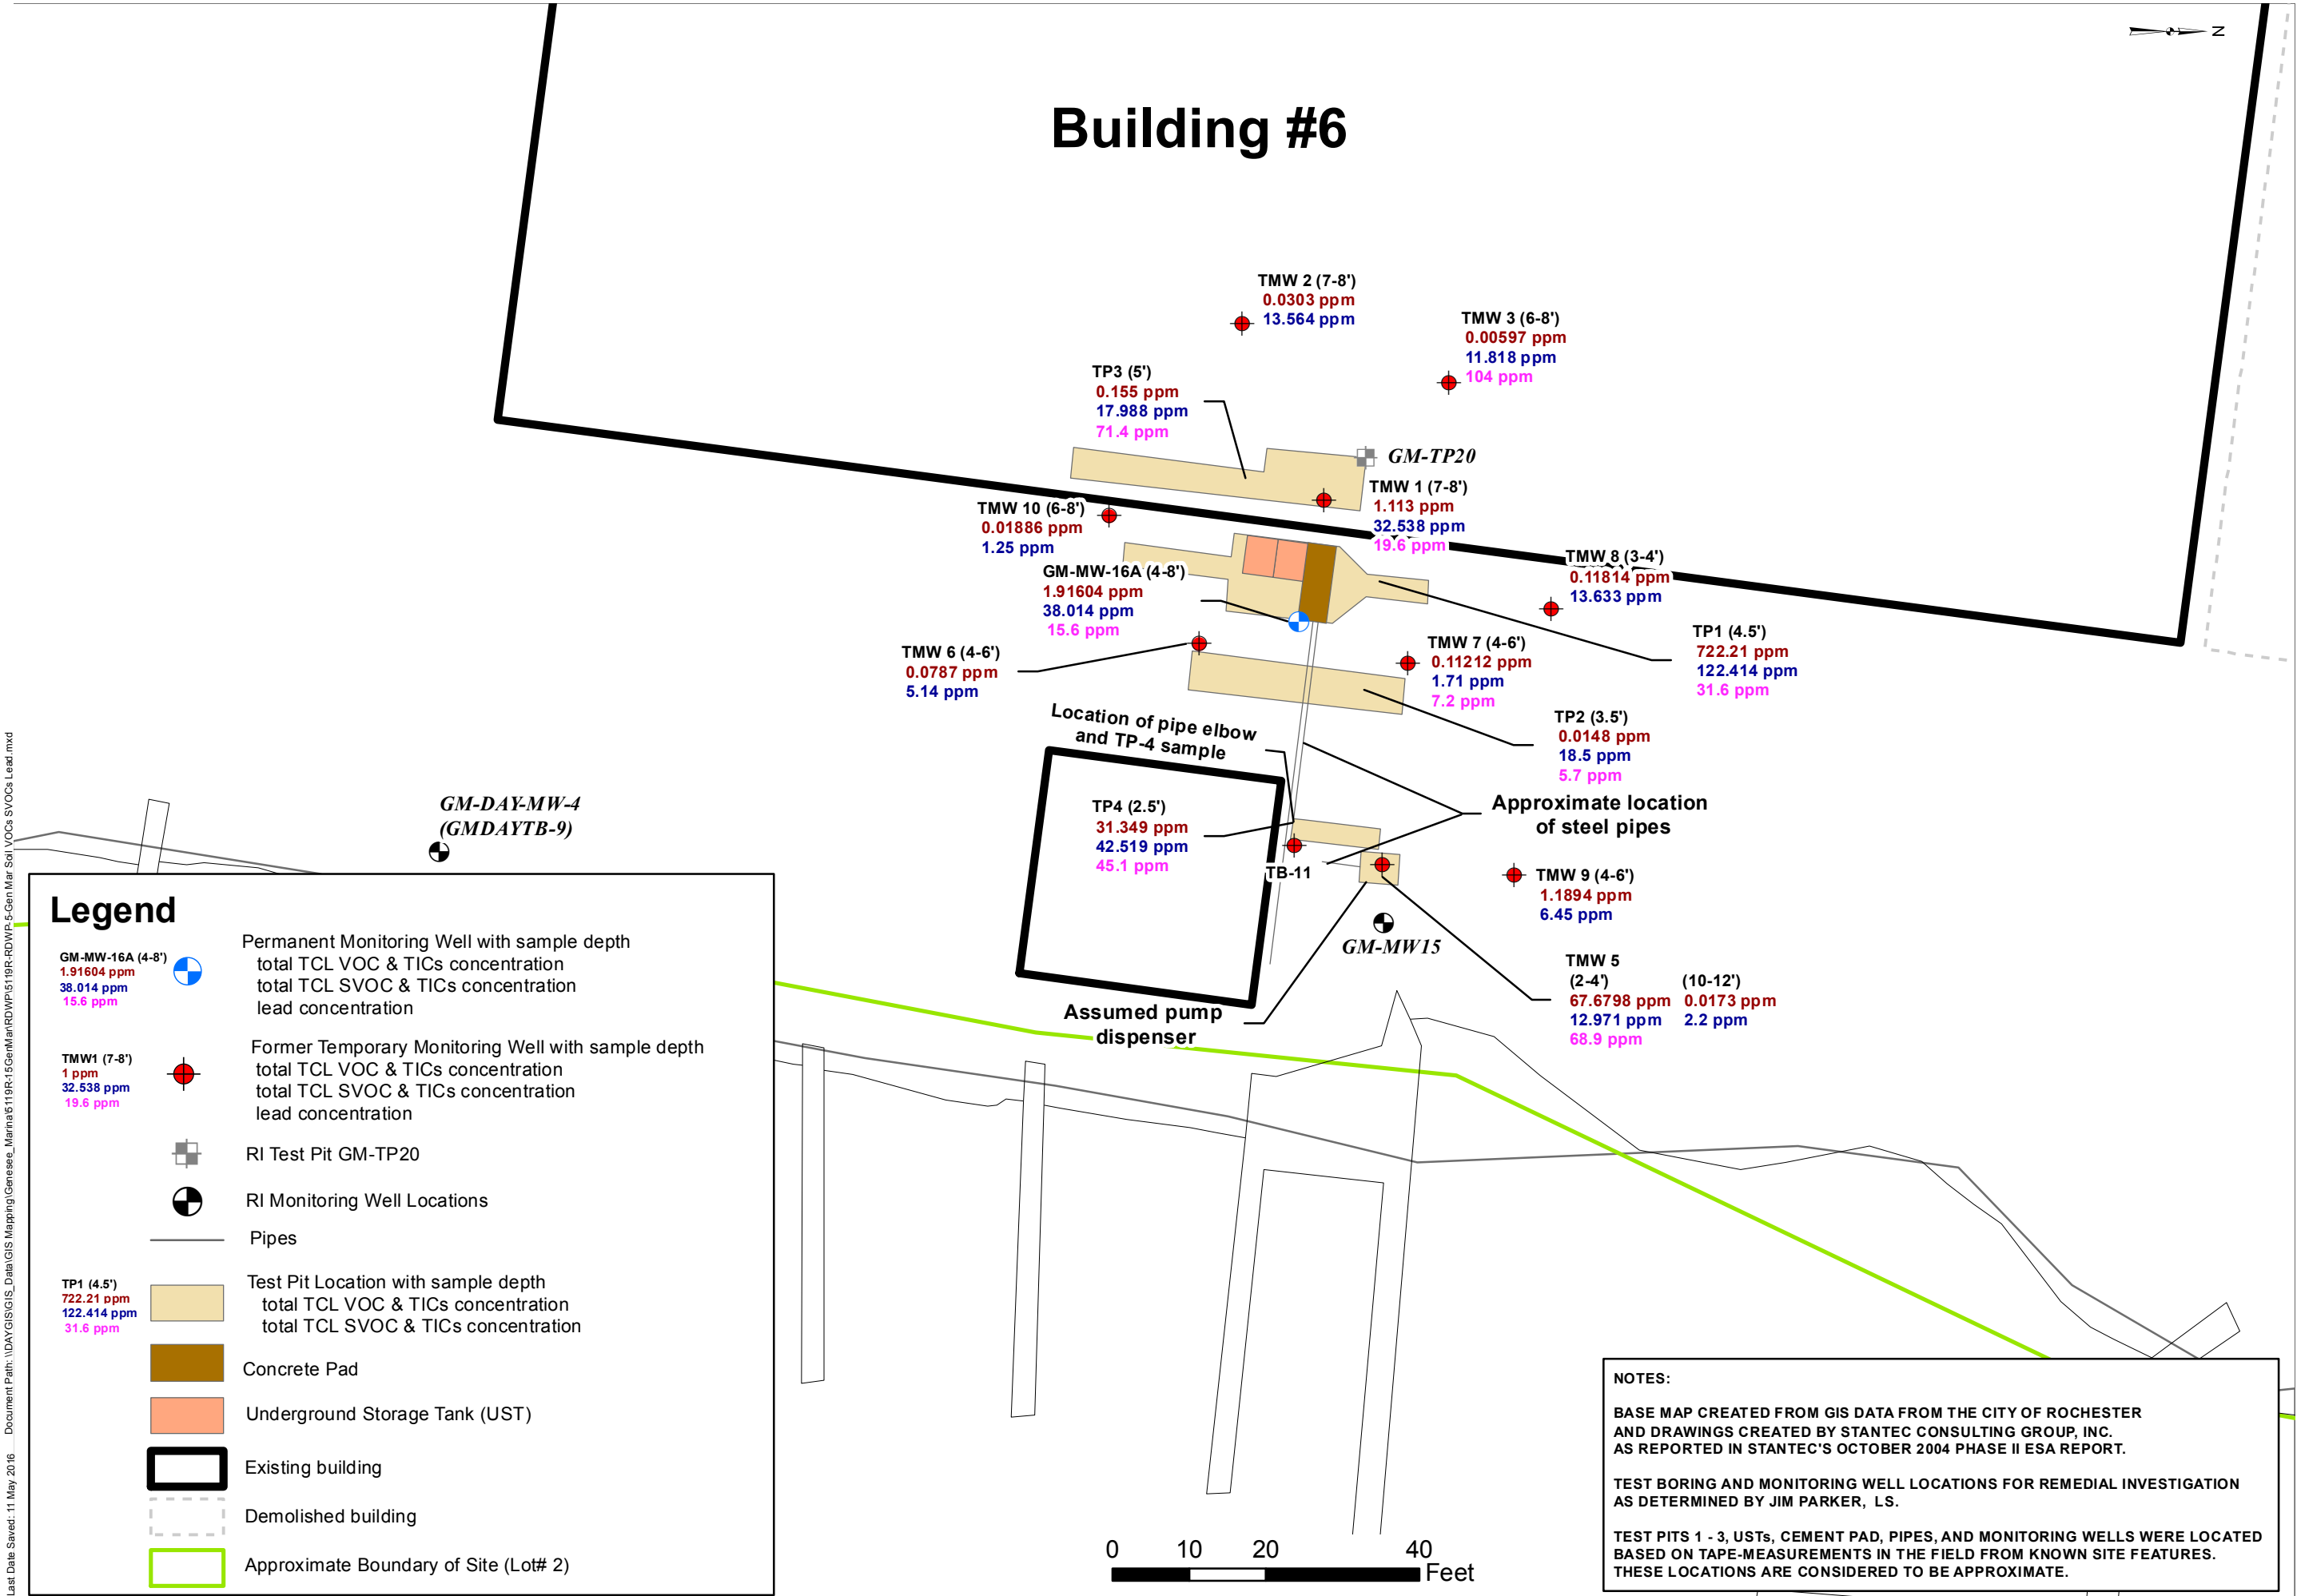 N
Building #6
TMW 2 (7-8')
0.0303 ppm
13.564 ppm
TMW 3 (6-8')
0.00597 ppm
11.818 ppm
104 ppm
TP3 (5')
0.155 ppm
17.988 ppm
71.4 ppm
GM-TP20
TMW 1 (7-8')
1.113 ppm
32.538 ppm
19.6 ppm
TMW 10 (6-8')
0.01886 ppm
1.25 ppm
TMW 8 (3-4')
0.11814 ppm
13.633 ppm
GM-MW-16A (4-8')
1.91604 ppm
38.014 ppm
15.6 ppm
TP1 (4.5')
722.21 ppm
122.414 ppm
31.6 ppm
TMW 6 (4-6')
0.0787 ppm
5.14 ppm
TMW 7 (4-6')
0.11212 ppm
1.71 ppm
7.2 ppm
TP2 (3.5')
0.0148 ppm
18.5 ppm
5.7 ppm
Location of pipe elbow
and TP-4 sample
TP4 (2.5')
31.349 ppm
42.519 ppm
45.1 ppm
Approximate location
of steel pipes
GM-DAY-MW-4
(GMDAYTB-9)
TB-11
TMW 9 (4-6')
1.1894 ppm
6.45 ppm
GM-MW15
TMW 5
(2-4') (10-12')
67.6798 ppm 0.0173 ppm
12.971 ppm 2.2 ppm
68.9 ppm
Assumed pump
dispenser
Legend
GM-MW-16A (4-8')
1.91604 ppm
38.014 ppm
15.6 ppm
Permanent Monitoring Well with sample depth
total TCL VOC & TICs concentration
total TCL SVOC & TICs concentration
lead concentration
TMW1 (7-8')
1 ppm
32.538 ppm
19.6 ppm
Former Temporary Monitoring Well with sample depth
total TCL VOC & TICs concentration
total TCL SVOC & TICs concentration
lead concentration
RI Test Pit GM-TP20
RI Monitoring Well Locations
Pipes
TP1 (4.5')
722.21 ppm
122.414 ppm
31.6 ppm
Test Pit Location with sample depth
total TCL VOC & TICs concentration
total TCL SVOC & TICs concentration
Concrete Pad
Underground Storage Tank (UST)
Existing building
Demolished building
Approximate Boundary of Site (Lot# 2)
0 10 20 40
Feet
NOTES:
BASE MAP CREATED FROM GIS DATA FROM THE CITY OF ROCHESTER
AND DRAWINGS CREATED BY STANTEC CONSULTING GROUP, INC.
AS REPORTED IN STANTEC'S OCTOBER 2004 PHASE II ESA REPORT.
TEST BORING AND MONITORING WELL LOCATIONS FOR REMEDIAL INVESTIGATION
AS DETERMINED BY JIM PARKER, LS.
TEST PITS 1 - 3, USTs, CEMENT PAD, PIPES, AND MONITORING WELLS WERE LOCATED
BASED ON TAPE-MEASUREMENTS IN THE FIELD FROM KNOWN SITE FEATURES.
THESE LOCATIONS ARE CONSIDERED TO BE APPROXIMATE.
Last Date Saved: 11 May 2016 Document Path: \\DAYGIS\GIS_Data\GIS Mapping\Genesee_Marina\5119R-15GenMar\RDWP\5119R-RDWP-5-Gen Mar Soil VOCs SVOCs Lead.mxd